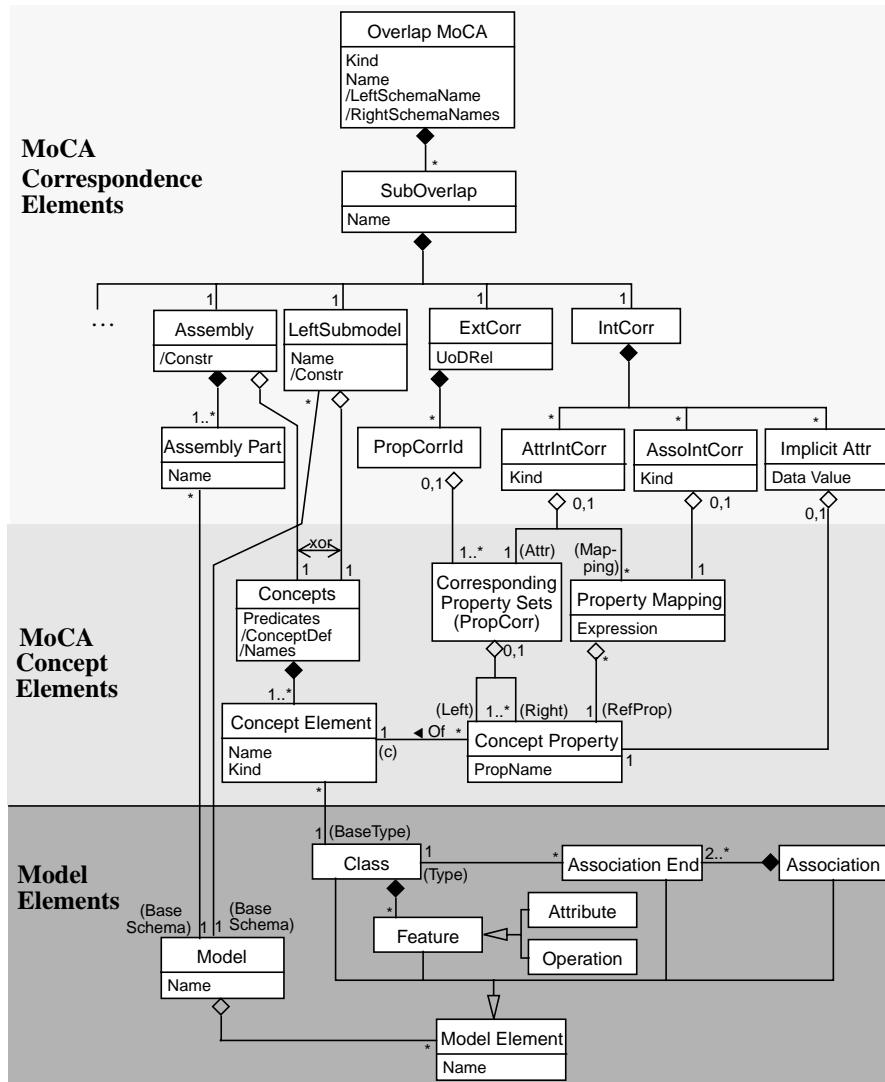 Overlap MoCA
Kind
Name
/LeftSchemaName
/RightSchemaNames
*
MoCA
Correspondence
Elements
SubOverlap
Name
...
1
1
1
1
Assembly
/Constr
LeftSubmodel
Name
/Constr
ExtCorr
UoDRel
IntCorr
*
1..*
*
*
*
*
Assembly Part
Name
PropCorrId
AttrIntCorr
Kind
AssoIntCorr
Kind
Implicit Attr
Data Value
*
0,1
0,1
0,1
0,1
xor
1
1
1..*
1
(Attr)
(Map-
ping)
*
1
MoCA
Concept
Elements
Concepts
Predicates
/ConceptDef
/Names
Corresponding
Property Sets
(PropCorr)
Property Mapping
Expression
0,1
*
1..*
(Left)
1..*
(Right)
1
(RefProp)
Concept Element
Name
Kind
1
(c)
Of
*
Concept Property
PropName
1
*
1
(BaseType)
Model
Elements
Class
1
(Type)
*
Association End
2..*
Association
*
Feature
Attribute
Operation
(Base
Schema)
1
1
(Base
Schema)
Model
Name
*
Model Element
Name